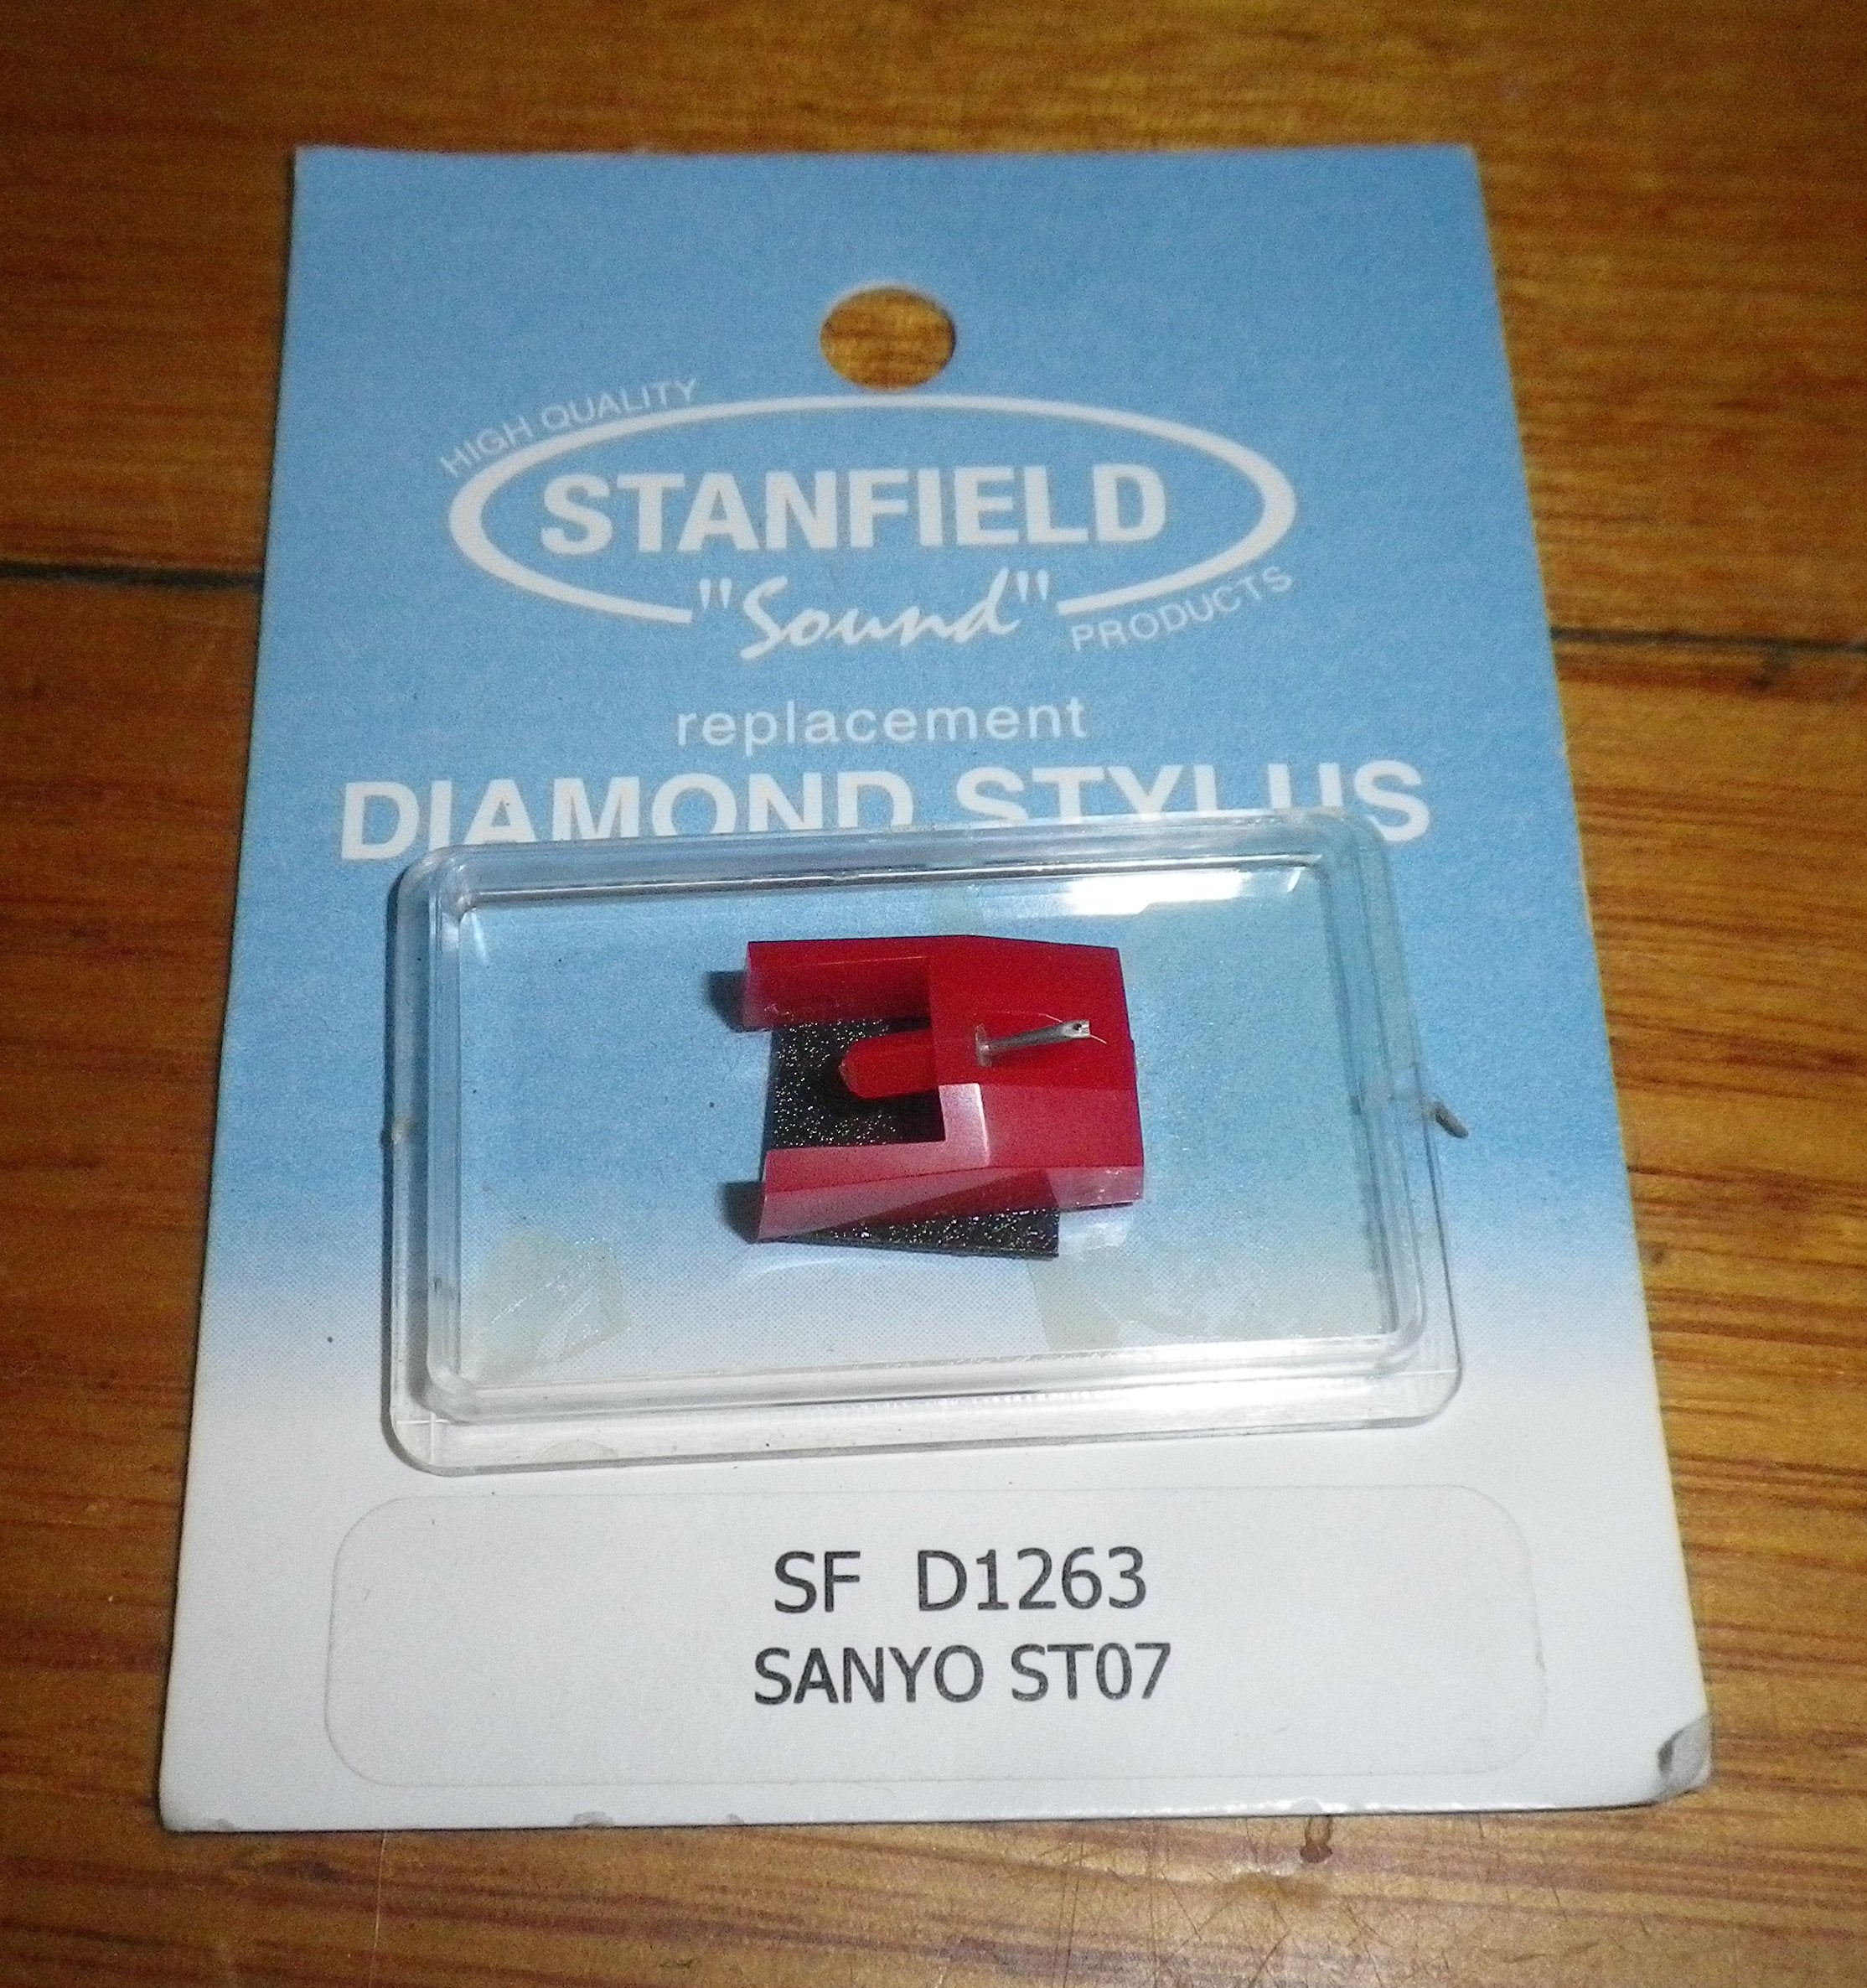 HIGH QUALITY
STANFIELD
"Sound"
PRODUCTS
replacement
DIAMOND STYLUS
SF D1263
SANYO ST07